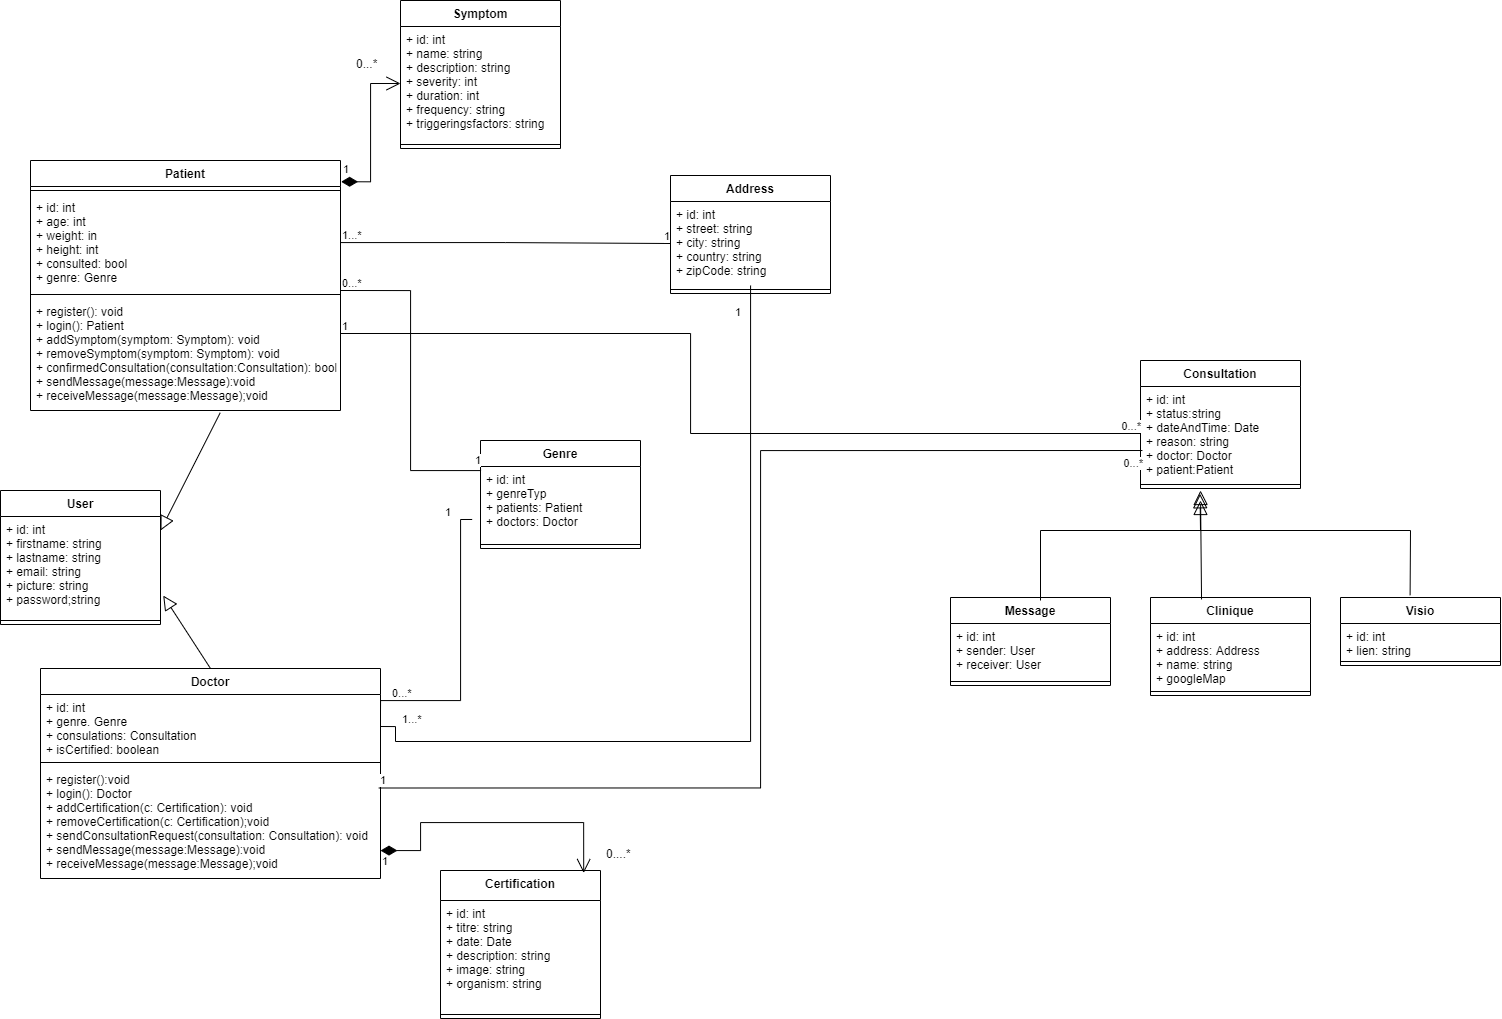 Symptom
+ id: int
+ name: string
+ description: string
+ severity: int
+ duration: int
+ frequency: string
+ triggeringsfactors: string
0...*
1
Patient
+ id: int
+ age: int
+ weight: in
+ height: int
+ consulted: bool
+ genre: Genre
+ register(): void
+ login(): Patient
+ addSymptom(symptom: Symptom): void
+ removeSymptom(symptom: Symptom): void
+ confirmedConsultation(consultation:Consultation): bool
+ sendMessage(message:Message):void
+ receiveMessage(message:Message);void
1...*
0...*
1
1
Address
+ id: int
+ street: string
+ city: string
+ country: string
+ zipCode: string
1
Consultation
+ id: int
+ status:string
+ dateAndTime: Date
+ reason: string
+ doctor: Doctor
+ patient:Patient
0...*
0...*
1
Genre
+ id: int
+ genreTyp
+ patients: Patient
+ doctors: Doctor
1
User
+ id: int
+ firstname: string
+ lastname: string
+ email: string
+ picture: string
+ password;string
Message
+ id: int
+ sender: User
+ receiver: User
Clinique
+ id: int
+ address: Address
+ name: string
+ googleMap
Visio
+ id: int
+ lien: string
Doctor
+ id: int
+ genre. Genre
+ consulations: Consultation
+ isCertified: boolean
+ register():void
+ login(): Doctor
+ addCertification(c: Certification): void
+ removeCertification(c: Certification);void
+ sendConsultationRequest(consultation: Consultation): void
+ sendMessage(message:Message):void
+ receiveMessage(message:Message);void
0...*
1...*
1
1
0....*
Certification
+ id: int
+ titre: string
+ date: Date
+ description: string
+ image: string
+ organism: string